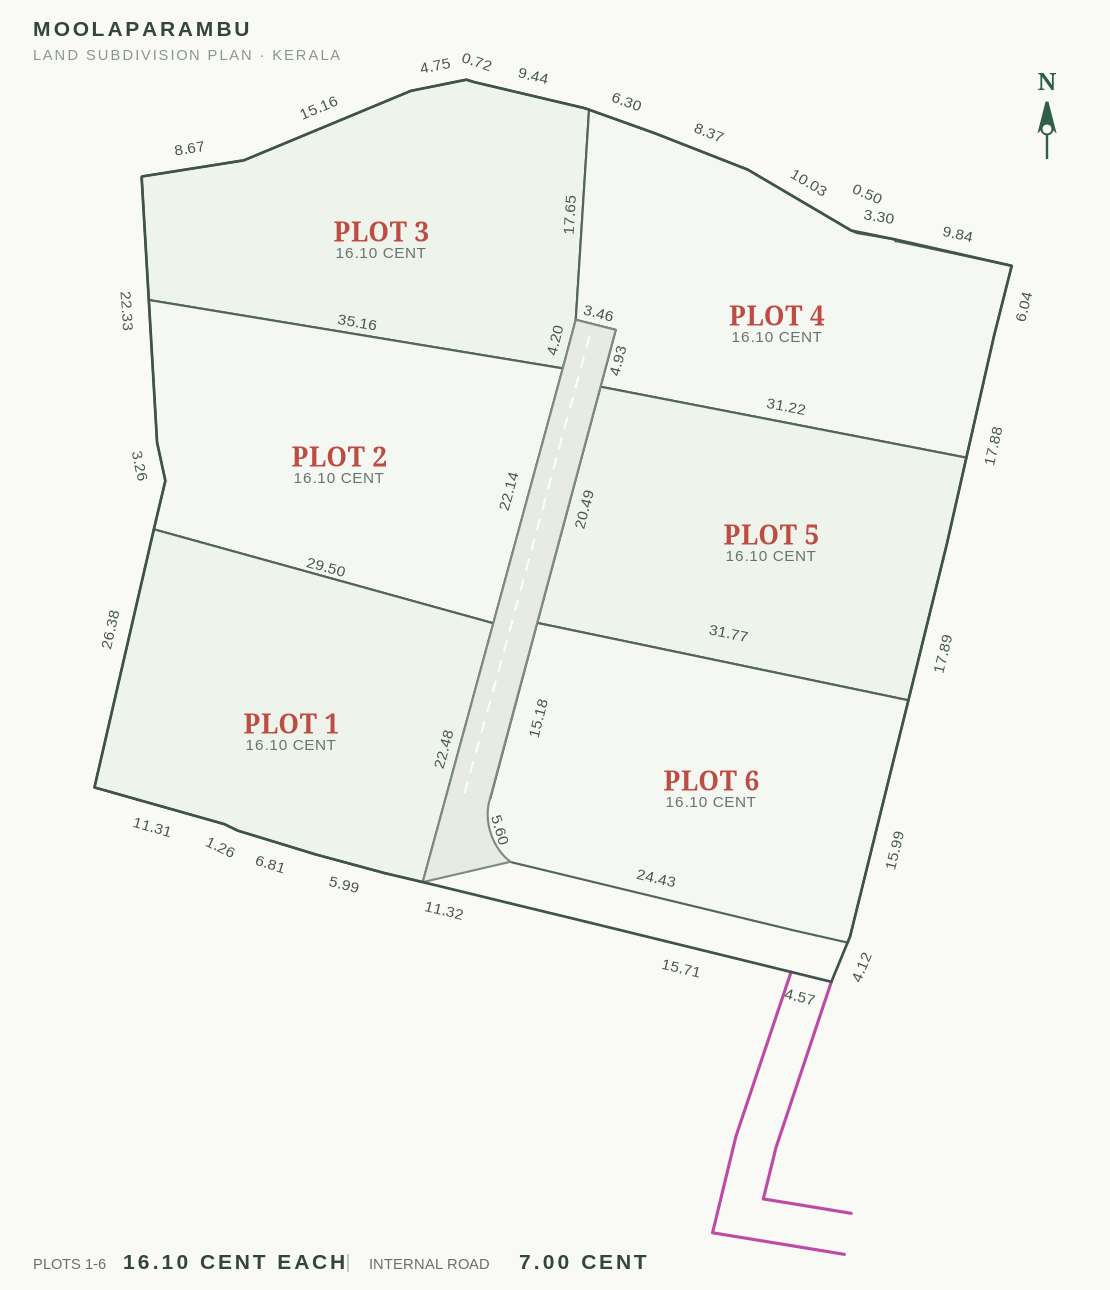 MOOLAPARAMBU
LAND SUBDIVISION PLAN · KERALA
N
4.75
0.72
9.44
6.30
15.16
8.37
8.67
10.03
0.50
3.30
9.84
17.65
PLOT 3
16.10 CENT
22.33
35.16
3.46
4.20
4.93
PLOT 4
16.10 CENT
6.04
31.22
17.88
PLOT 2
16.10 CENT
3.26
22.14
20.49
PLOT 5
16.10 CENT
29.50
26.38
31.77
17.89
PLOT 1
16.10 CENT
22.48
15.18
PLOT 6
16.10 CENT
5.60
15.99
11.31
1.26
6.81
5.99
11.32
24.43
15.71
4.12
4.57
PLOTS 1-6 16.10 CENT EACH INTERNAL ROAD 7.00 CENT